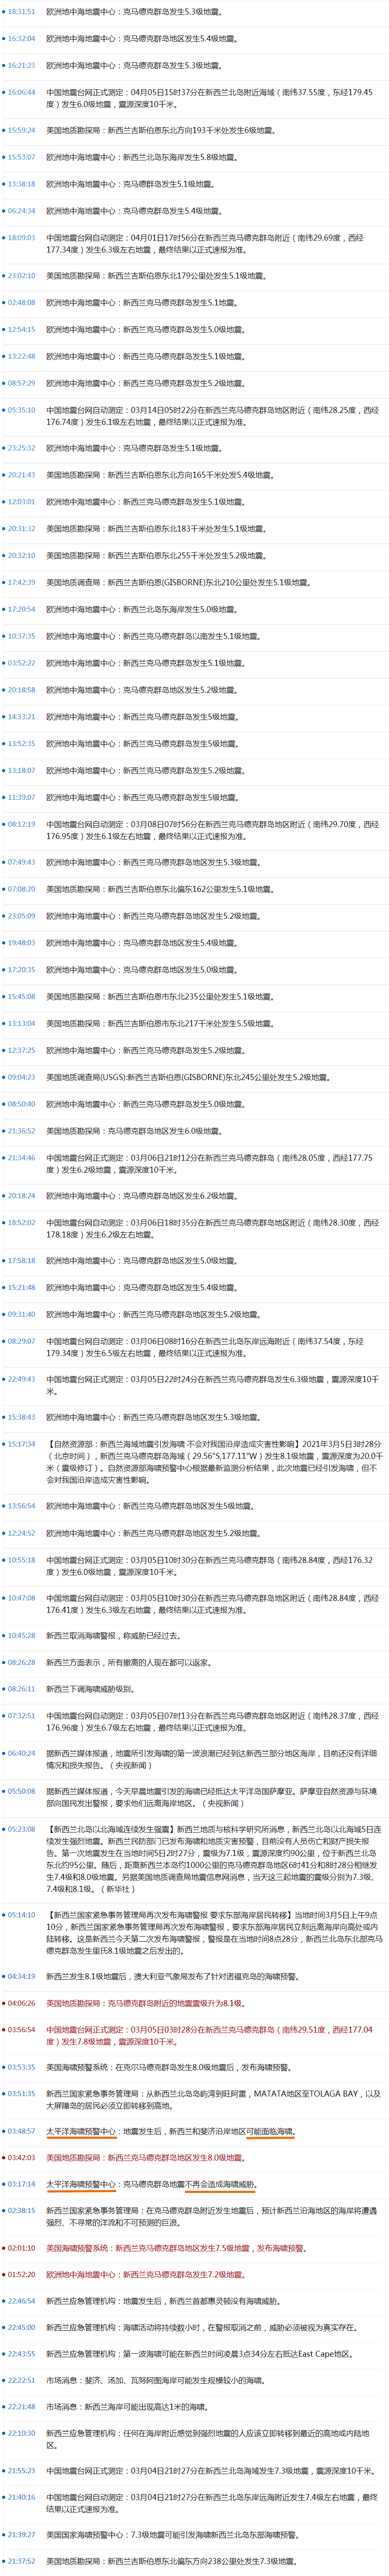 18:31:51 欧洲地中海地震中心：克马德克群岛发生5.3级地震。
16:32:04 欧洲地中海地震中心：克马德克群岛地区发生5.4级地震。
16:21:23 欧洲地中海地震中心：克马德克群岛发生5.3级地震。
16:06:44 中国地震台网正式测定：04月05日15时37分在新西兰北岛附近海域（南纬37.55度，东经179.45
度）发生6.0级地震，震源深度10千米。
15:59:24 美国地质勘探局：新西兰吉斯伯恩东北方向193千米处发生6级地震。
15:53:07 欧洲地中海地震中心：新西兰北岛东海岸发生5.8级地震。
13:38:18 欧洲地中海地震中心：克马德群岛发生5.1级地震。
06:24:34 欧洲地中海地震中心：克马德克群岛发生5.4级地震。
18:09:03 中国地震台网自动测定：04月01日17时56分在新西兰克马德克群岛附近（南纬29.69度，西经
177.34度）发生6.3级左右地震，最终结果以正式速报为准。
23:02:10 美国地质勘探局：新西兰吉斯伯恩东北179公里处发生5.1级地震。
02:48:08 欧洲地中海地震中心：新西兰克马德克群岛发生5.1地震。
12:54:15 欧洲地中海地震中心：新西兰克马德克群岛发生5.0级地震。
13:22:48 欧洲地中海地震中心：新西兰克马德克群岛发生5.1级地震。
08:57:29 欧洲地中海地震中心：新西兰克马德克群岛发生5.2级地震。
05:35:10 中国地震台网自动测定：03月14日05时22分在新西兰克马德克群岛地区附近（南纬28.25度，西经
176.74度）发生6.1级左右地震，最终结果以正式速报为准。
23:25:32 欧洲地中海地震中心：克马德克群岛发生5.1级地震。
20:21:43 美国地质勘探局：新西兰吉斯伯恩东北方向165千米处发5.4级地震。
12:03:01 欧洲地中海地震中心：新西兰克马德克群岛发生5.1级地震。
20:31:32 美国地质勘探局：新西兰吉斯伯恩东北183千米处发生5.1级地震。
20:32:10 美国地质勘探局：新西兰吉斯伯恩东北255千米处发生5.2级地震。
17:42:39 美国地质调查局：新西兰吉斯伯恩(GISBORNE)东北210公里处发生5.1级地震。
17:20:54 欧洲地中海地震中心：新西兰北岛东海岸发生5.0级地震。
10:37:35 欧洲地中海地震中心：新西兰克马德克群岛以南发生5.1级地震。
03:52:22 欧洲地中海地震中心：新西兰克马德克群岛发生5.1级地震。
20:18:58 欧洲地中海地震中心：克马德克群岛地区发生5.2级地震。
14:33:21 欧洲地中海地震中心：新西兰克马德克群岛发生5级地震。
13:52:35 欧洲地中海地震中心：新西兰克马德克群岛发生5级地震。
13:18:07 欧洲地中海地震中心：新西兰克马德克群岛发生5.2级地震。
11:39:07 欧洲地中海地震中心：新西兰克马德克群岛发生5级地震。
08:12:19 中国地震台网自动测定：03月08日07时56分在新西兰克马德克群岛地区附近（南纬29.70度，西经
176.95度）发生6.1级左右地震，最终结果以正式速报为准。
07:49:43 欧洲地中海地震中心：新西兰克马德克群岛地区发生5.3级地震。
07:08:20 美国地质勘探局：新西兰吉斯伯恩东北偏东162公里发生5.1级地震。
23:05:09 欧洲地中海地震中心：新西兰克马德克群岛地区发生5.2级地震。
19:48:03 欧洲地中海地震中心：克马德克群岛地区发生5.4级地震。
17:20:35 欧洲地中海地震中心：克马德克群岛地区发生5.0级地震。
15:45:08 美国地质勘探局：新西兰吉斯伯恩市东北235公里处发生5.1级地震。
13:13:04 美国地质勘探局：新西兰吉斯伯恩市东北217千米处发生5.5级地震。
12:37:25 欧洲地中海地震中心：新西兰克马德克群岛发生5.2级地震。
09:04:23 美国地质调查局(USGS):新西兰吉斯伯恩(GISBORNE)东北245公里处发生5.2级地震。
08:50:40 欧洲地中海地震中心：新西兰克马德克群岛发生5.0级地震。
21:36:52 美国地质勘探局：克马德克群岛地区发生6.0级地震。
21:34:46 中国地震台网正式测定：03月06日21时12分在新西兰克马德克群岛（南纬28.05度，西经177.75
度）发生6.2级地震，震源深度10千米。
20:18:24 欧洲地中海地震中心：克马德克群岛地区发生6.2级地震。
18:52:02 中国地震台网自动测定：03月06日18时35分在新西兰克马德克群岛地区附近（南纬28.30度，西经
178.18度）发生6.2级左右地震。
17:58:18 欧洲地中海地震中心：克马德克群岛地区发生5.0级地震。
15:21:48 欧洲地中海地震中心：克马德克群岛地区发生5.4级地震。
09:31:40 欧洲地中海地震中心：新西兰克马德克群岛地区发生5.2级地震。
08:29:07 中国地震台网自动测定：03月06日08时16分在新西兰北岛东岸远海附近（南纬37.54度，东经
179.34度）发生6.5级左右地震，最终结果以正式速报为准。
22:49:43 中国地震台网正式测定：03月05日22时24分在新西兰克马德克群岛发生6.3级地震，震源深度10千
米。
15:38:43 欧洲地中海地震中心：新西兰克马德克群岛地区发生5.3级地震。
15:17:34 【自然资源部：新西兰海域地震引发海啸 不会对我国沿岸造成灾害性影响】2021年3月5日3时28分
（北京时间），新西兰克马德克群岛海域（29.56°S,177.11°W）发生8.1级地震，震源深度为20.0千
米（震级修订）。自然资源部海啸预警中心根据最新监测分析结果，此次地震已经引发海啸，但不
会对我国沿岸造成灾害性影响。
13:56:54 欧洲地中海地震中心：新西兰克马德克群岛地区发生5级地震。
12:24:52 欧洲地中海地震中心：新西兰克马德克群岛地区发生5.2级地震。
10:55:18 中国地震台网正式测定：03月05日10时30分在新西兰克马德克群岛（南纬28.84度，西经176.32
度）发生6.0级地震，震源深度10千米。
10:47:08 中国地震台网自动测定：03月05日10时30分在新西兰克马德克群岛地区附近（南纬28.84度，西经
176.41度）发生6.3级左右地震，最终结果以正式速报为准。
10:45:28 新西兰取消海啸警报，称威胁已经过去。
08:26:28 新西兰方面表示，所有撤离的人现在都可以返家。
08:26:11 新西兰下调海啸威胁级别。
07:32:51 中国地震台网自动测定：03月05日07时13分在新西兰克马德克群岛地区附近（南纬28.37度，西经
176.96度）发生6.7级左右地震，最终结果以正式速报为准。
06:40:24 据新西兰媒体报道，地震所引发海啸的第一波浪潮已经到达新西兰部分地区海岸，目前还没有详细
情况和损失报告。（央视新闻）
05:50:08 据新西兰媒体报道，今天早晨地震引发的海啸已经抵达太平洋岛国萨摩亚。萨摩亚自然资源与环境
部向国民发出警报，要求他们远离海岸地区。（央视新闻）
05:23:08 【新西兰北岛以北海域连续发生强震】新西兰地质与核科学研究所消息，新西兰北岛以北海域5日连
续发生强烈地震。新西兰民防部门已发布海啸和地质灾害预警，目前没有人员伤亡和财产损失报
告。第一次地震发生在当地时间5日2时27分，震级为7.1级，震源深度约90公里，位于新西兰北岛
东北约95公里。随后，距离新西兰本岛约1000公里的克马德克群岛地区6时41分和8时28分相继发
生7.4级和8.0级地震。另据美国地质调查局地震信息网消息，当天这三起地震的震级分别为7.3级、
7.4级和8.1级。（新华社）
05:14:10 【新西兰国家紧急事务管理局再次发布海啸警报 要求东部海岸居民转移】当地时间3月5日上午9点
10分，新西兰国家紧急事务管理局再次发布海啸警报，要求东部海岸居民立刻远离海岸向高处或内
陆转移。这是新西兰今天第二次发布海啸警报，警报是在当地时间8点28分，新西兰北岛东北部克马
德克群岛发生里氏8.1级地震之后发出的。
04:34:19 新西兰发生8.1级地震后，澳大利亚气象局发布了针对诺福克岛的海啸预警。
04:06:26 美国地质勘探局：克马德克群岛附近的地震震级升为8.1级。
03:56:54 中国地震台网正式测定：03月05日03时28分在新西兰克马德克群岛（南纬29.51度，西经177.04
度）发生7.8级地震，震源深度10千米。
03:53:35 美国海啸预警系统：在克尔马德克群岛发生8.0级地震后，发布海啸预警。
03:51:35 新西兰国家紧急事务管理局：从新西兰北岛岛屿湾到旺阿雷，MATATA地区至TOLAGA BAY，以及
大屏障岛的居民必须立即转移到高地。
03:48:57 太平洋海啸预警中心：地震发生后，新西兰和斐济沿岸地区可能面临海啸。
03:42:03 美国地质勘探局：新西兰克马德克群岛地区发生8.0级地震。
03:17:14 太平洋海啸预警中心：克马德克群岛地震不再会造成海啸威胁。
02:38:15 新西兰国家紧急事务管理局：在克马德克群岛附近发生地震后，预计新西兰沿海地区的海岸将遭遇
强烈、不寻常的洋流和不可预测的巨浪。
02:01:10 美国海啸预警系统：新西兰克马德克群岛地区发生7.5级地震，发布海啸预警。
01:52:20 欧洲地中海地震中心：新西兰克马德克群岛发生7.2级地震。
22:46:54 新西兰应急管理机构：地震发生后，新西兰首都惠灵顿没有海啸威胁。
22:45:00 新西兰应急管理机构：海啸活动将持续数小时，在警报取消之前，威胁必须被视为真实存在。
22:43:55 新西兰应急管理机构：第一波海啸可能在新西兰时间凌晨3点34分左右抵达East Cape地区。
22:22:51 市场消息：斐济、汤加、瓦努阿图海岸可能发生规模较小的海啸。
22:21:48 市场消息：新西兰海岸可能出现高达1米的海啸。
22:10:30 新西兰应急管理机构：任何在海岸附近感觉到强烈地震的人应该立即转移到最近的高地或内陆地
区。
21:55:23 中国地震台网正式测定：03月04日21时27分在新西兰北岛海域发生7.3级地震，震源深度10千米。
21:40:16 中国地震台网自动测定：03月04日21时27分在新西兰北岛东岸远海附近发生7.4级左右地震，最终
结果以正式速报为准。
21:39:27 美国国家海啸预警中心：7.3级地震可能引发海啸新西兰北岛东部海啸预警。
21:37:52 美国地质勘探局：新西兰吉斯伯恩东北偏东方向238公里处发生7.3级地震。